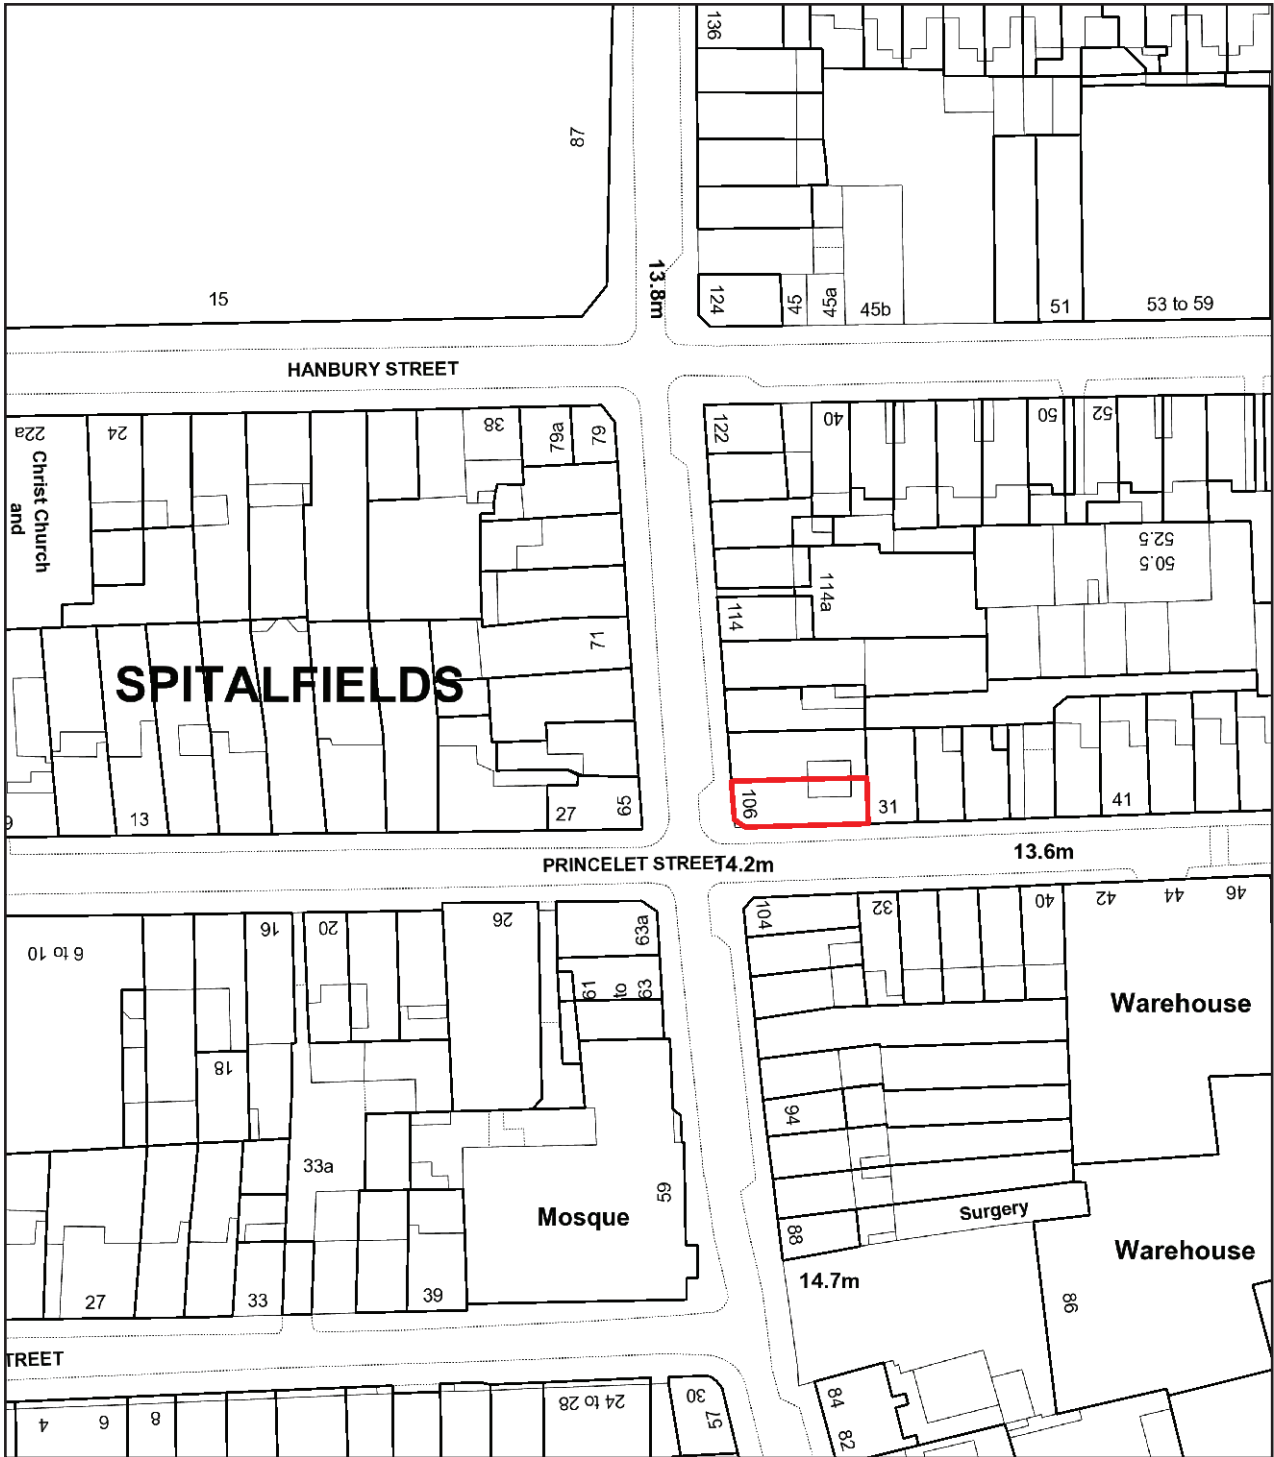 136
87
13.8m
15
124
45
45a
45b
51
53 to 59
HANBURY STREET
22a
24
38
79a
79
122
40
50
52
Christ Church
and
52.5
50.5
114a
114
71
SPITALFIELDS
9
13
27
65
106
31
41
PRINCELET STREET
14.2m
13.6m
6 to 10
16
20
26
63a
104
32
40
42
44
46
61
to
63
Warehouse
18
94
33a
59
Mosque
88
Surgery
Warehouse
14.7m
27
33
39
86
TREET
4
6
8
24 to 28
30
57
84
82